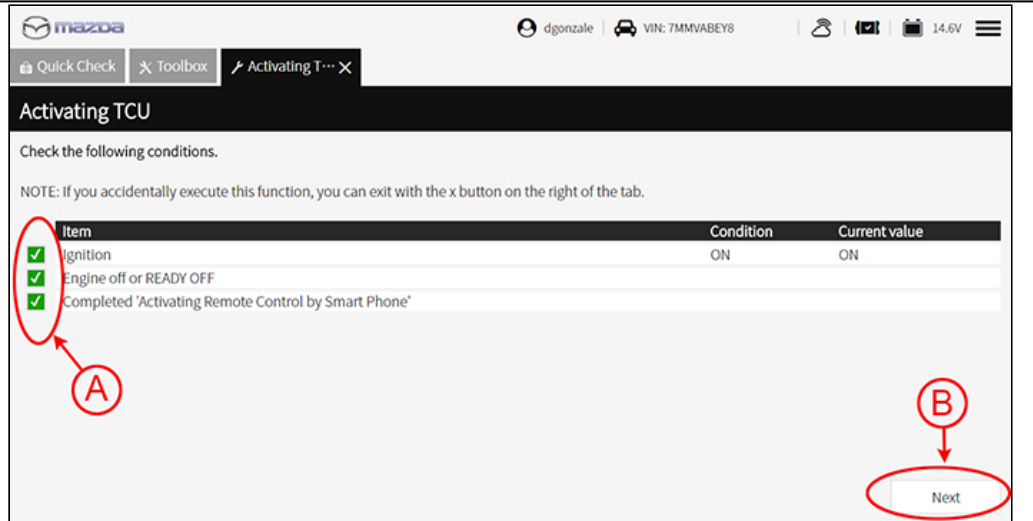 mazda dgonzale VIN: 7MMVABEY8 14.6V
Quick Check Toolbox Activating T··· X
Activating TCU
Check the following conditions.
NOTE: If you accidentally execute this function, you can exit with the x button on the right of the tab.
Item Condition Current value
Ignition ON ON
Engine off or READY OFF
Completed 'Activating Remote Control by Smart Phone'
A
B
Next